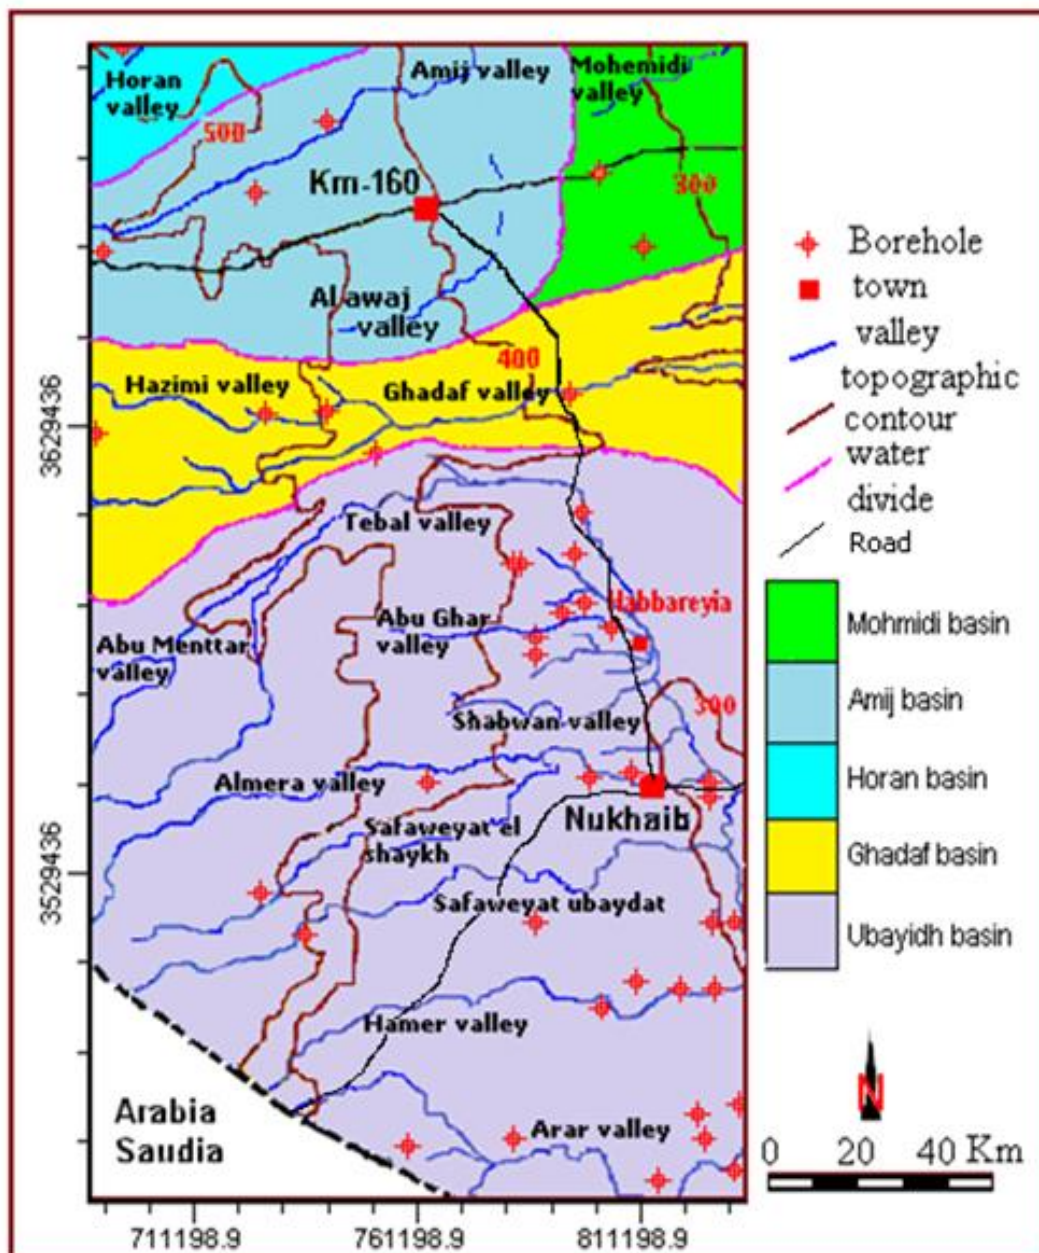 Horan
valley
Amij valley
Mohemidi
valley
500
Km-160
300
Al awaj
valley
400
Hazimi valley
Ghadaf valley
Tebal valley
Habbareyia
Abu Ghar
valley
Abu Menttar
valley
300
Shabwan valley
Almera valley
Nukhaib
Safaweyat el
shaykh
Safaweyat ubaydat
Hamer valley
Arabia
Saudia
Arar valley
3629436
3529436
711198.9
761198.9
811198.9
Borehole
town
valley
topographic
contour
water
divide
Road
Mohmidi basin
Amij basin
Horan basin
Ghadaf basin
Ubayidh basin
N
0 20 40 Km